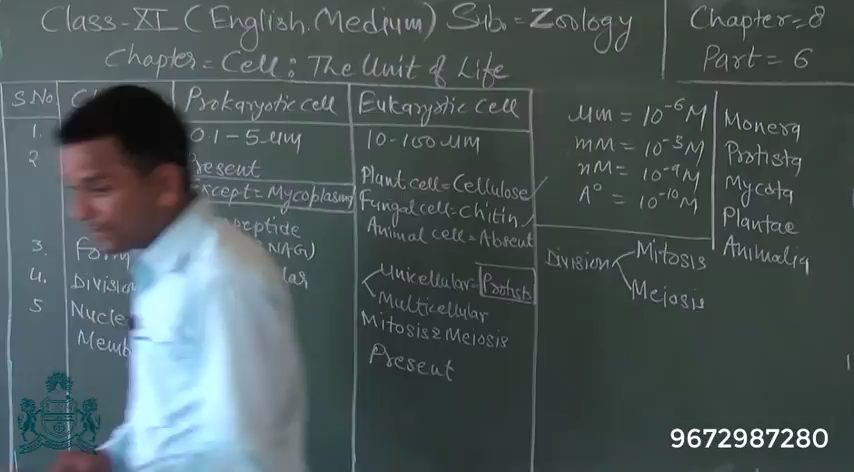 Class-XI (English Medium) Sub. = Zoology
Chapter = 8
Chapter = Cell: The Unit of Life
Part = 6
S.No
Prokaryotic cell
Eukaryotic cell
1.
0.1-5 μm
10-100 μm
2
Present
Except = Mycoplasma
Plant cell = Cellulose
Fungal cell = Chitin
Animal cell = Absent
3.
Form
NAG)
Unicellular = Protists
Multicellular
4.
Division
Mitosis & Meiosis
5
Present
μm = 10⁻⁶ M
mm = 10⁻³ M
nM = 10⁻⁹ M
A° = 10⁻¹⁰ M
Monera
Protista
Mycota
Plantae
Animalia
Division
Mitosis
Meiosis
9672987280